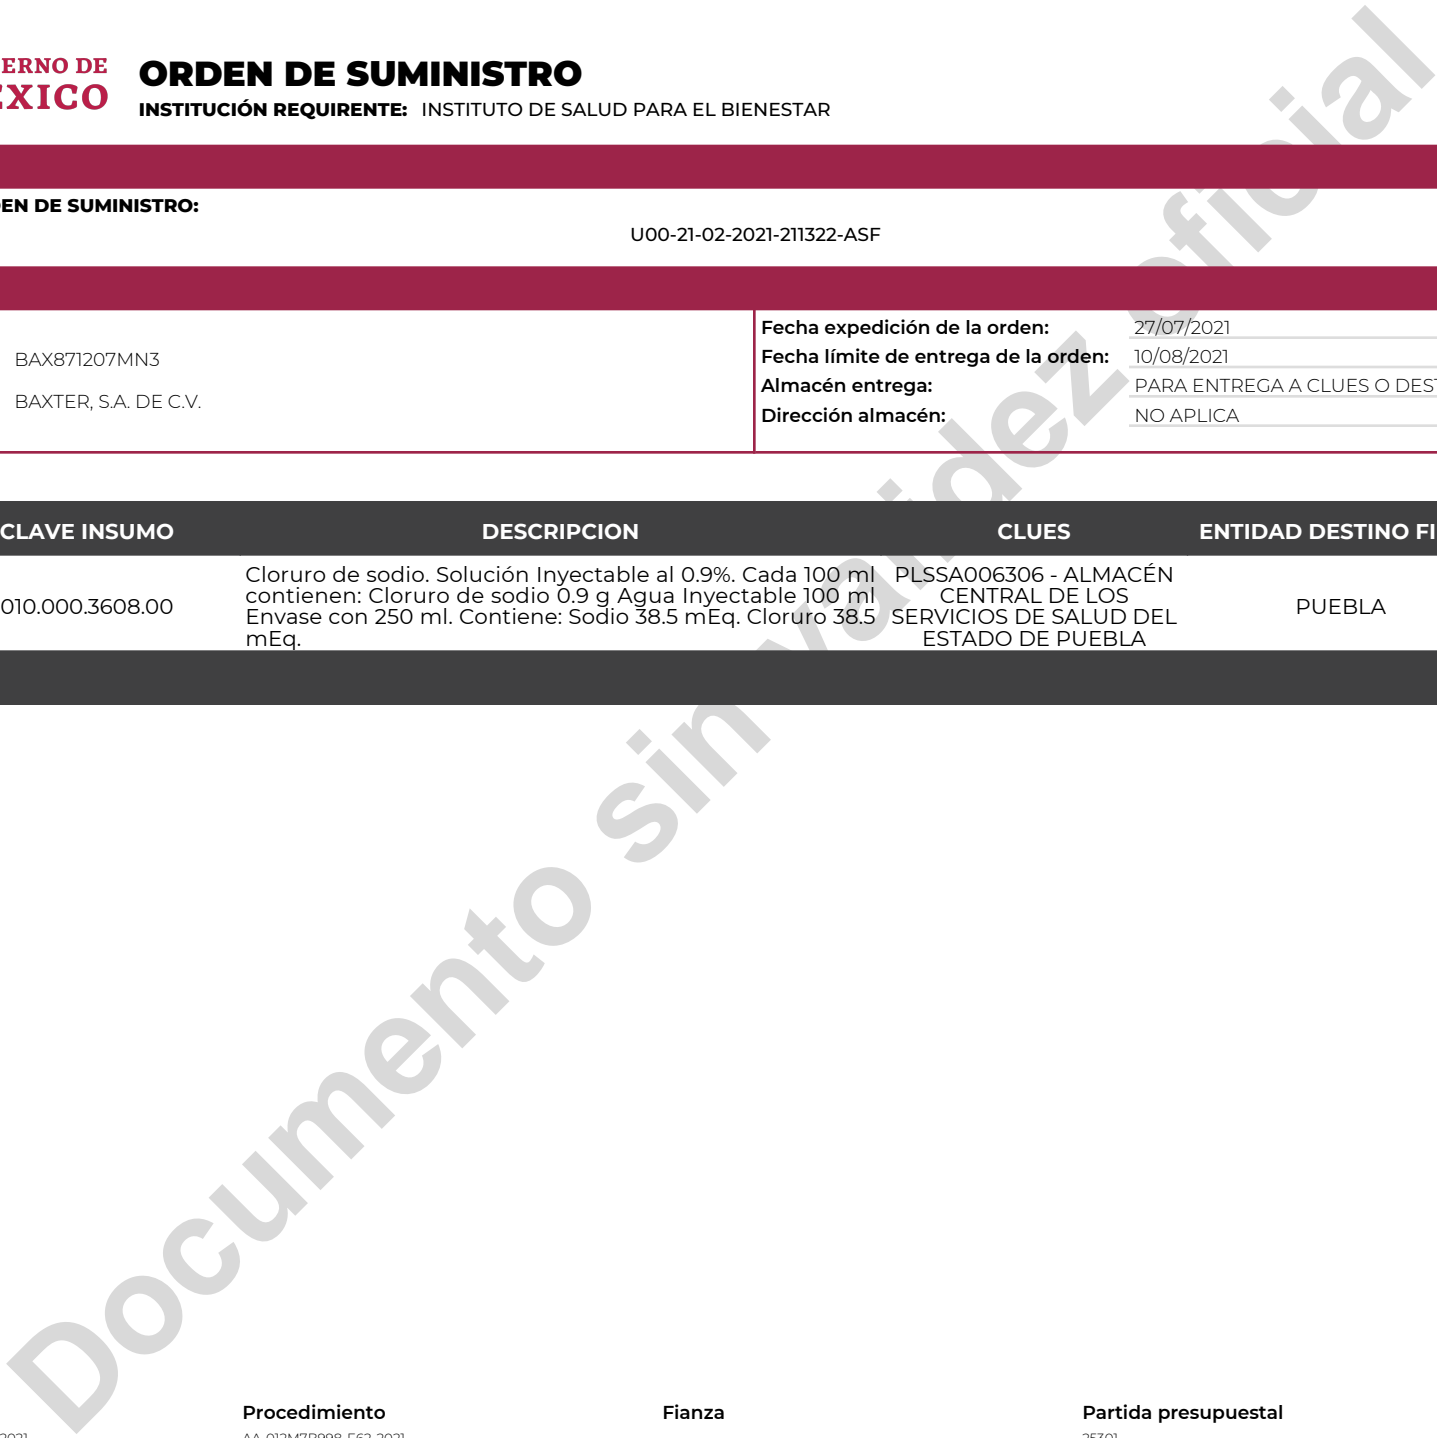 ERNO DE
EXICO
ORDEN DE SUMINISTRO
INSTITUCIÓN REQUIRENTE: INSTITUTO DE SALUD PARA EL BIENESTAR
EN DE SUMINISTRO:
U00-21-02-2021-211322-ASF
BAX871207MN3
BAXTER, S.A. DE C.V.
Fecha expedición de la orden: 27/07/2021
Fecha límite de entrega de la orden: 10/08/2021
Almacén entrega: PARA ENTREGA A CLUES O DEST
Dirección almacén: NO APLICA
CLAVE INSUMO DESCRIPCION CLUES ENTIDAD DESTINO FI
010.000.3608.00
Cloruro de sodio. Solución Inyectable al 0.9%. Cada 100 ml
contienen: Cloruro de sodio 0.9 g Agua Inyectable 100 ml
Envase con 250 ml. Contiene: Sodio 38.5 mEq. Cloruro 38.5
mEq.
PLSSA006306 - ALMACÉN
CENTRAL DE LOS
SERVICIOS DE SALUD DEL
ESTADO DE PUEBLA
PUEBLA
Documento sin validez oficial
Procedimiento Fianza Partida presupuestal